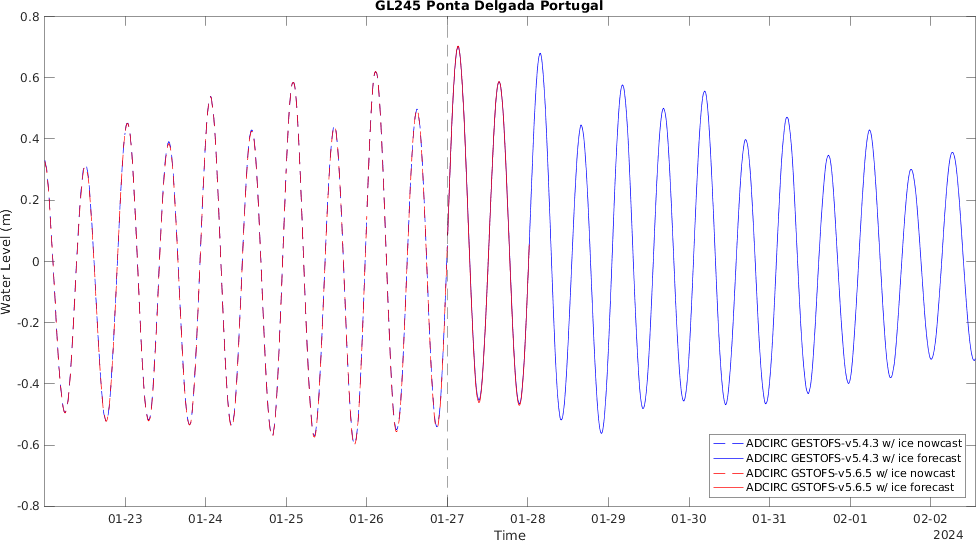 GL245 Ponta Delgada Portugal
0.8
0.6
0.4
0.2
0
-0.2
-0.4
-0.6
-0.8
Water Level (m)
01-23 01-24 01-25 01-26 01-27 01-28 01-29 01-30 01-31 02-01 02-02
Time
2024
ADCIRC GESTOFS-v5.4.3 w/ ice nowcast
ADCIRC GESTOFS-v5.4.3 w/ ice forecast
ADCIRC GSTOFS-v5.6.5 w/ ice nowcast
ADCIRC GSTOFS-v5.6.5 w/ ice forecast